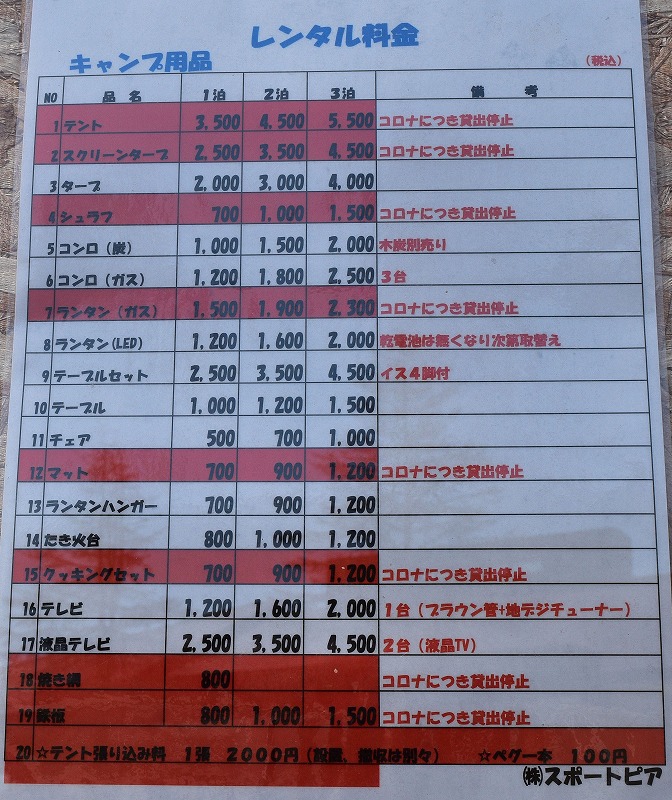 レンタル料金
キャンプ用品 (税込)
NO 品 名 1泊 2泊 3泊 備 考
1 テント 3,500 4,500 5,500 コロナにつき貸出停止
2 スクリーンタープ 2,500 3,500 4,500 コロナにつき貸出停止
3 タープ 2,000 3,000 4,000
4 シュラフ 700 1,000 1,500 コロナにつき貸出停止
5 コンロ（炭） 1,000 1,500 2,000 木炭別売り
6 コンロ（ガス） 1,200 1,800 2,500 3台
7 ランタン（ガス） 1,500 1,900 2,300 コロナにつき貸出停止
8 ランタン(LED) 1,200 1,600 2,000 乾電池は無くなり次第取替え
9 テーブルセット 2,500 3,500 4,500 イス4脚付
10 テーブル 1,000 1,200 1,500
11 チェア 500 700 1,000
12 マット 700 900 1,200 コロナにつき貸出停止
13 ランタンハンガー 700 900 1,200
14 たき火台 800 1,000 1,200
15 クッキングセット 700 900 1,200 コロナにつき貸出停止
16 テレビ 1,200 1,600 2,000 1台（ブラウン管+地デジチューナー）
17 液晶テレビ 2,500 3,500 4,500 2台（液晶TV）
18 焼き網 800 コロナにつき貸出停止
19 鉄板 800 1,000 1,500 コロナにつき貸出停止
20 ☆テント張り込み料 1張 2000円（設置、撤収は別々） ☆ペグ一本 100円
㈱スポートピア